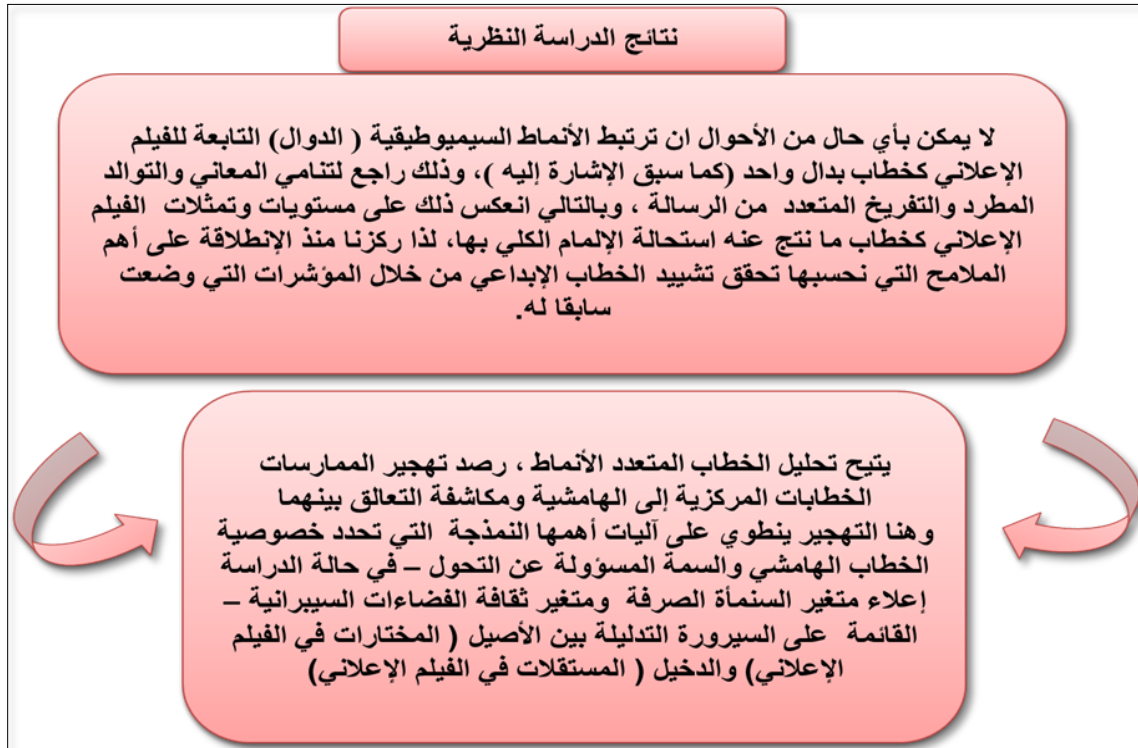 نتائج الدراسة النظرية
لا يمكن بأي حال من الأحوال ان ترتبط الأنماط السيميوطيقية ( الدوال) التابعة للفيلم
الإعلاني كخطاب بدال واحد (كما سبق الإشارة إليه )، وذلك راجع لتنامي المعاني والتوالد
المطرد والتفريخ المتعدد من الرسالة ، وبالتالي انعكس ذلك على مستويات وتمثلات الفيلم
الإعلاني كخطاب ما نتج عنه استحالة الإلمام الكلي بها، لذا ركزنا منذ الإنطلاقة على أهم
الملامح التي نحسبها تحقق تشييد الخطاب الإبداعي من خلال المؤشرات التي وضعت
سابقا له.
يتيح تحليل الخطاب المتعدد الأنماط ، رصد تهجير الممارسات
الخطابات المركزية إلى الهامشية ومكاشفة التعالق بينهما
وهنا التهجير ينطوي على آليات أهمها النمذجة التي تحدد خصوصية
الخطاب الهامشي والسمة المسؤولة عن التحول – في حالة الدراسة
إعلاء متغير السنمأة الصرفة ومتغير ثقافة الفضاءات السيبرانية –
القائمة على السيرورة التدليلة بين الأصيل ( المختارات في الفيلم
الإعلاني) والدخيل ( المستقلات في الفيلم الإعلاني)